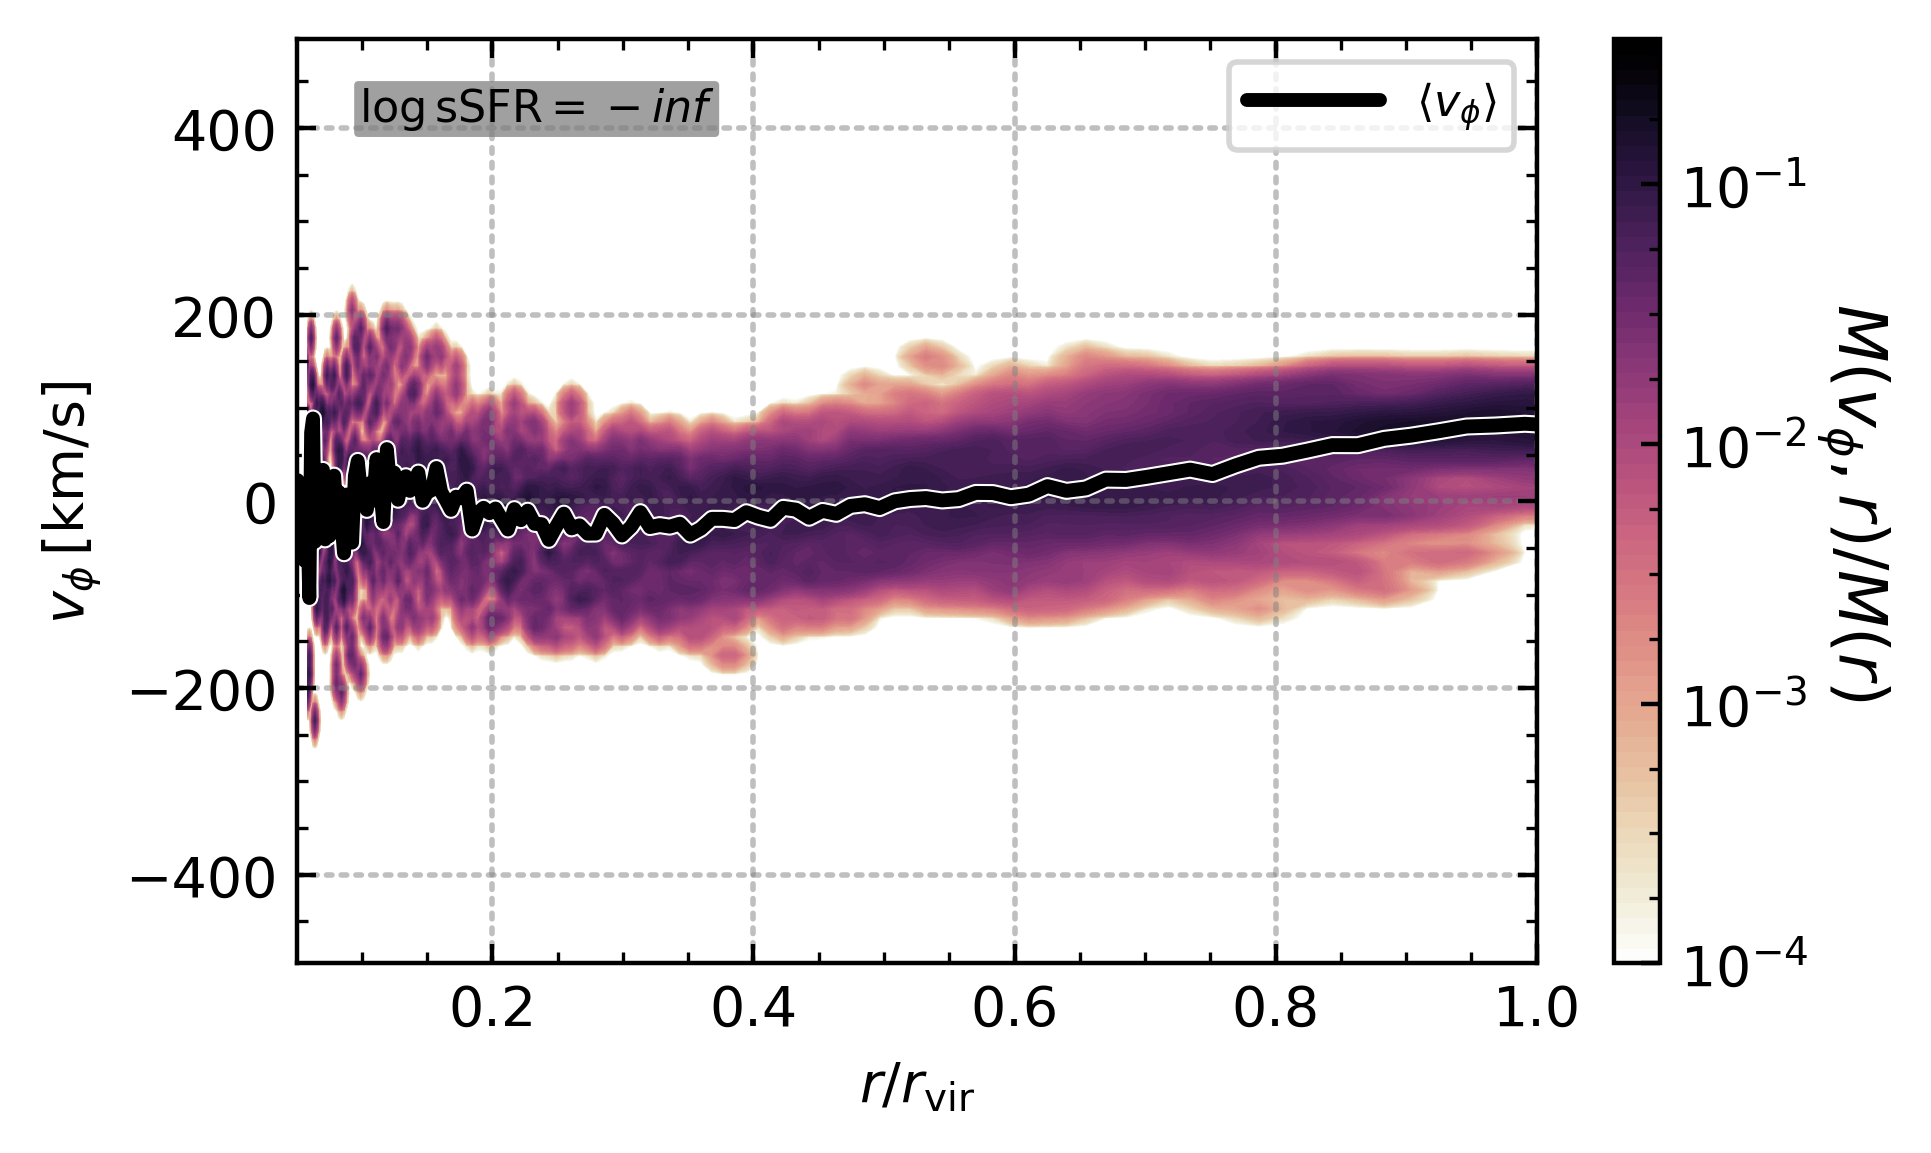 log sSFR = −inf
⟨v_ϕ⟩
400
200
0
−200
−400
v_ϕ [km/s]
0.2 0.4 0.6 0.8 1.0
r/r_vir
10⁻¹
10⁻²
10⁻³
10⁻⁴
M(v_ϕ, r)/M(r)